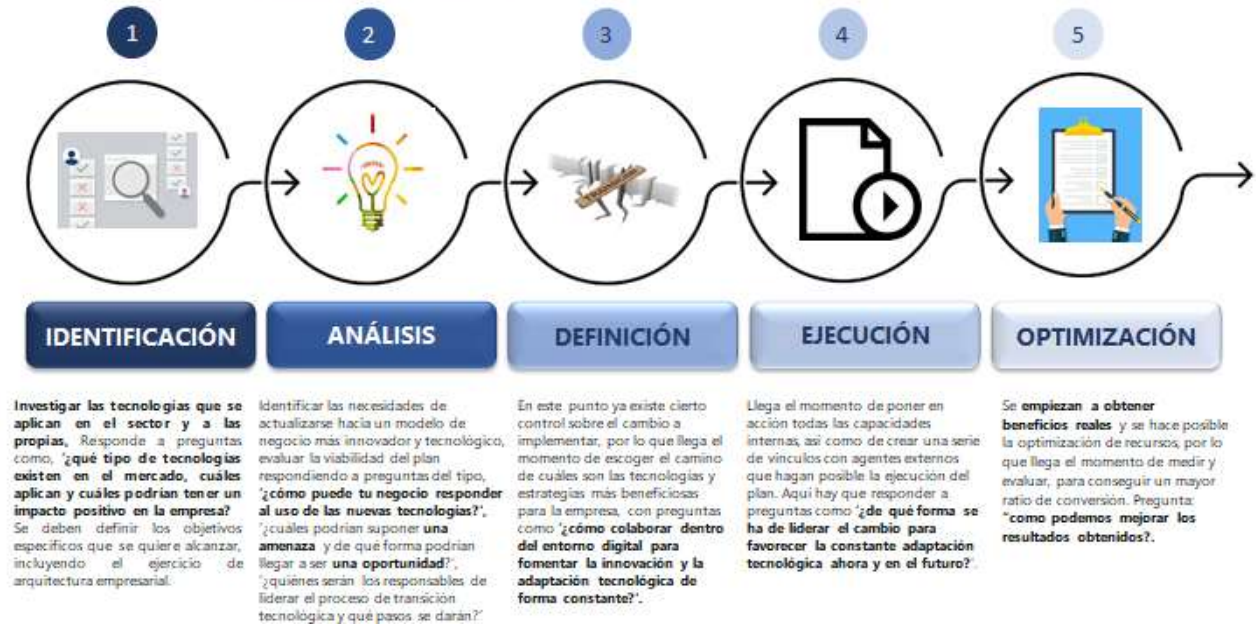 1
2
3
4
5
IDENTIFICACIÓN
ANÁLISIS
DEFINICIÓN
EJECUCIÓN
OPTIMIZACIÓN
Investigar las tecnologías que se
aplican en el sector y a las
propias, Responde a preguntas
como, '¿qué tipo de tecnologías
existen en el mercado, cuáles
aplican y cuáles podrían tener un
impacto positivo en la empresa?
Se deben definir los objetivos
específicos que se quiere alcanzar,
incluyendo el ejercicio de
arquitectura empresarial.
Identificar las necesidades de
actualizarse hacia un modelo de
negocio más innovador y tecnológico,
evaluar la viabilidad del plan
respondiendo a preguntas del tipo,
'¿cómo puede tu negocio responder
al uso de las nuevas tecnologías?',
'¿cuáles podrían suponer una
amenaza y de qué forma podrían
llegar a ser una oportunidad?',
'¿quiénes serán los responsables de
liderar el proceso de transición
tecnológica y qué pasos se darán?'
En este punto ya existe cierto
control sobre el cambio a
implementar, por lo que llega el
momento de escoger el camino
de cuáles son las tecnologías y
estrategias más beneficiosas
para la empresa, con preguntas
como '¿cómo colaborar dentro
del entorno digital para
fomentar la innovación y la
adaptación tecnológica de
forma constante?'.
Llega el momento de poner en
acción todas las capacidades
internas, así como de crear una serie
de vínculos con agentes externos
que hagan posible la ejecución del
plan. Aquí hay que responder a
preguntas como '¿de qué forma se
ha de liderar el cambio para
favorecer la constante adaptación
tecnológica ahora y en el futuro?'.
Se empiezan a obtener
beneficios reales y se hace posible
la optimización de recursos, por lo
que llega el momento de medir y
evaluar, para conseguir un mayor
ratio de conversión. Pregunta:
"como podemos mejorar los
resultados obtenidos?.